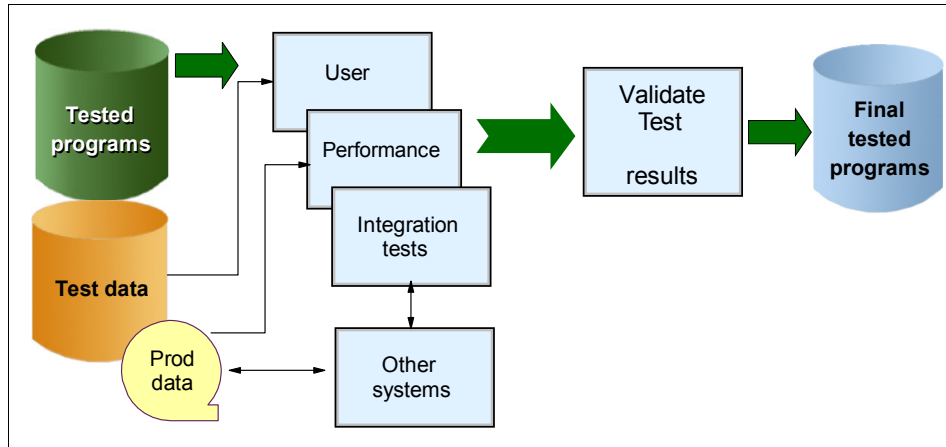 Tested
programs
User
Performance
Integration
tests
Test data
Prod
data
Other
systems
Validate
Test
results
Final
tested
programs